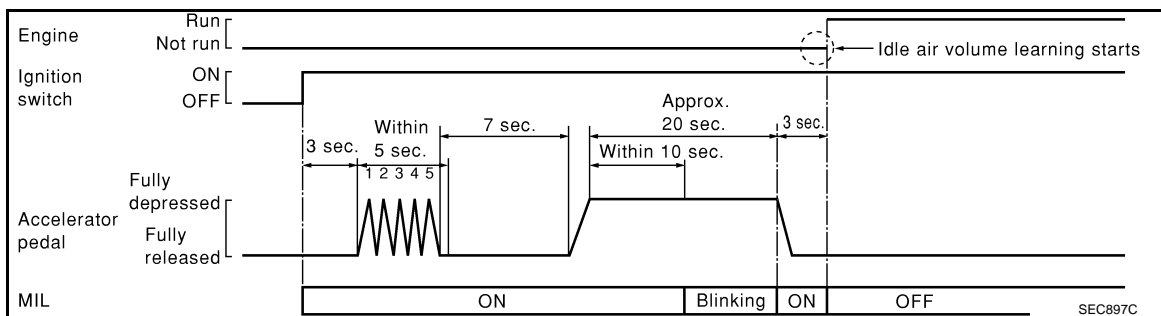 Engine
Run
Not run
Idle air volume learning starts
Ignition
switch
ON
OFF
Approx.
20 sec.
3 sec.
Within
5 sec.
7 sec.
3 sec.
Within 10 sec.
1 2 3 4 5
Accelerator
pedal
Fully
depressed
Fully
released
MIL
ON
Blinking
ON
OFF
SEC897C